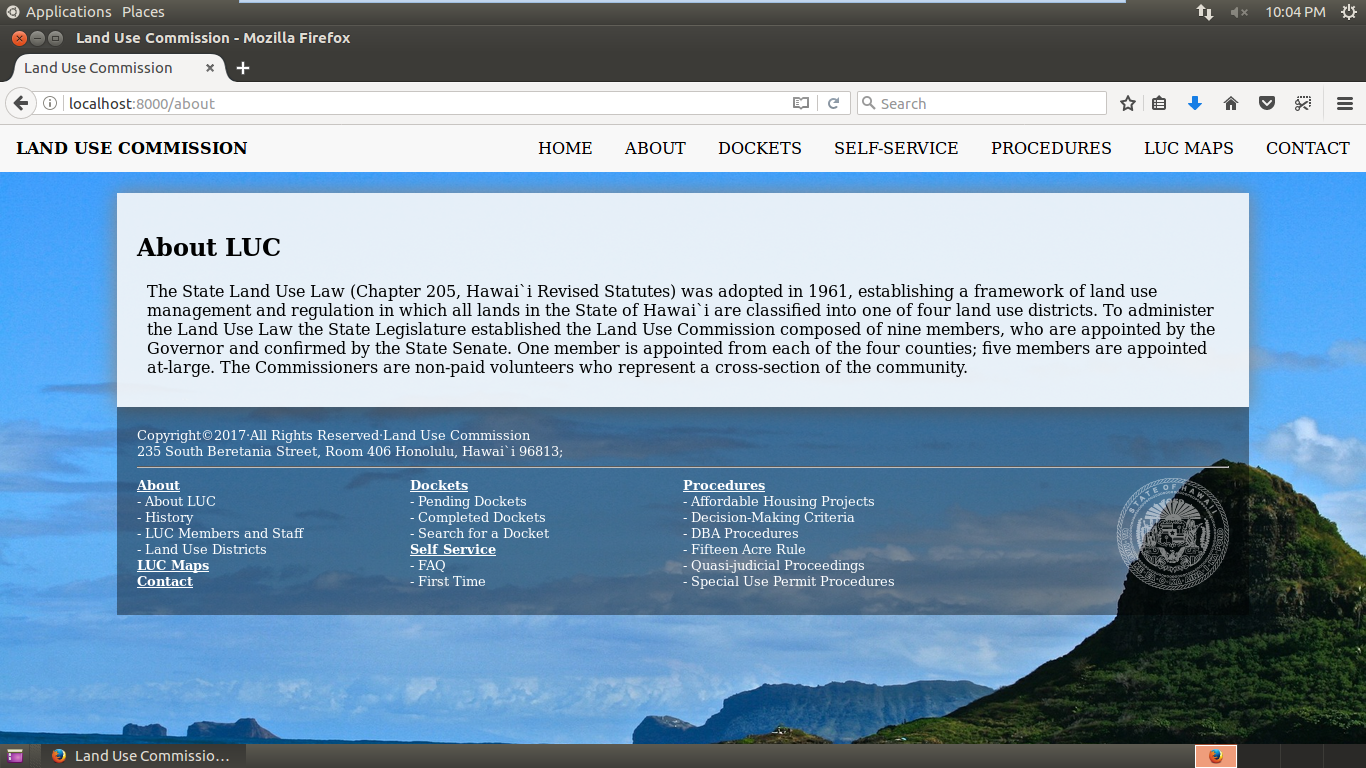 Applications Places
10:04 PM
Land Use Commission - Mozilla Firefox
Land Use Commission
localhost:8000/about
Search
LAND USE COMMISSION
HOME ABOUT DOCKETS SELF-SERVICE PROCEDURES LUC MAPS CONTACT
About LUC
The State Land Use Law (Chapter 205, Hawai`i Revised Statutes) was adopted in 1961, establishing a framework of land use
management and regulation in which all lands in the State of Hawai`i are classified into one of four land use districts. To administer
the Land Use Law the State Legislature established the Land Use Commission composed of nine members, who are appointed by the
Governor and confirmed by the State Senate. One member is appointed from each of the four counties; five members are appointed
at-large. The Commissioners are non-paid volunteers who represent a cross-section of the community.
Copyright©2017·All Rights Reserved·Land Use Commission
235 South Beretania Street, Room 406 Honolulu, Hawai`i 96813;
About
- About LUC
- History
- LUC Members and Staff
- Land Use Districts
LUC Maps
Contact
Dockets
- Pending Dockets
- Completed Dockets
- Search for a Docket
Self Service
- FAQ
- First Time
Procedures
- Affordable Housing Projects
- Decision-Making Criteria
- DBA Procedures
- Fifteen Acre Rule
- Quasi-judicial Proceedings
- Special Use Permit Procedures
STATE OF HAWAII
Land Use Commissio...